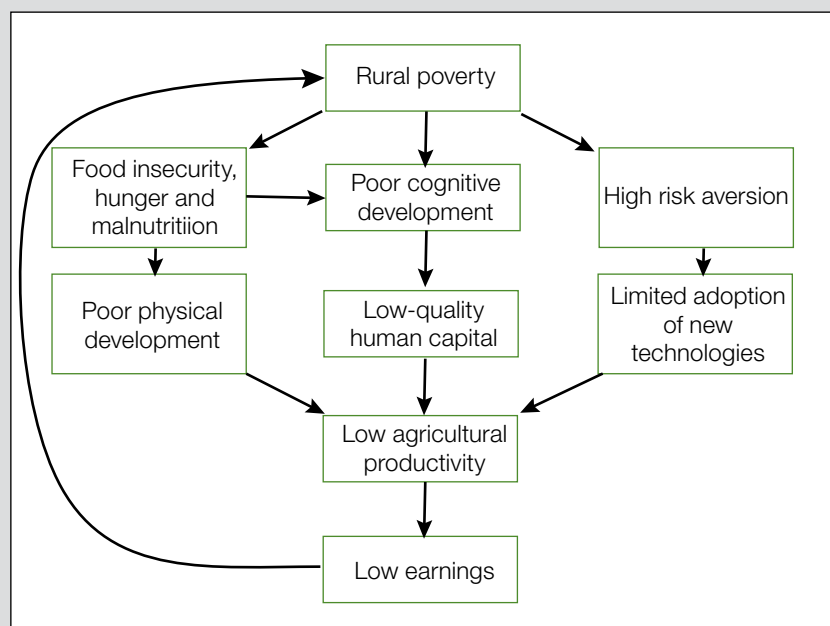 Rural poverty
Food insecurity,
hunger and
malnutritiion
Poor cognitive
development
High risk aversion
Poor physical
development
Low-quality
human capital
Limited adoption
of new
technologies
Low agricultural
productivity
Low earnings